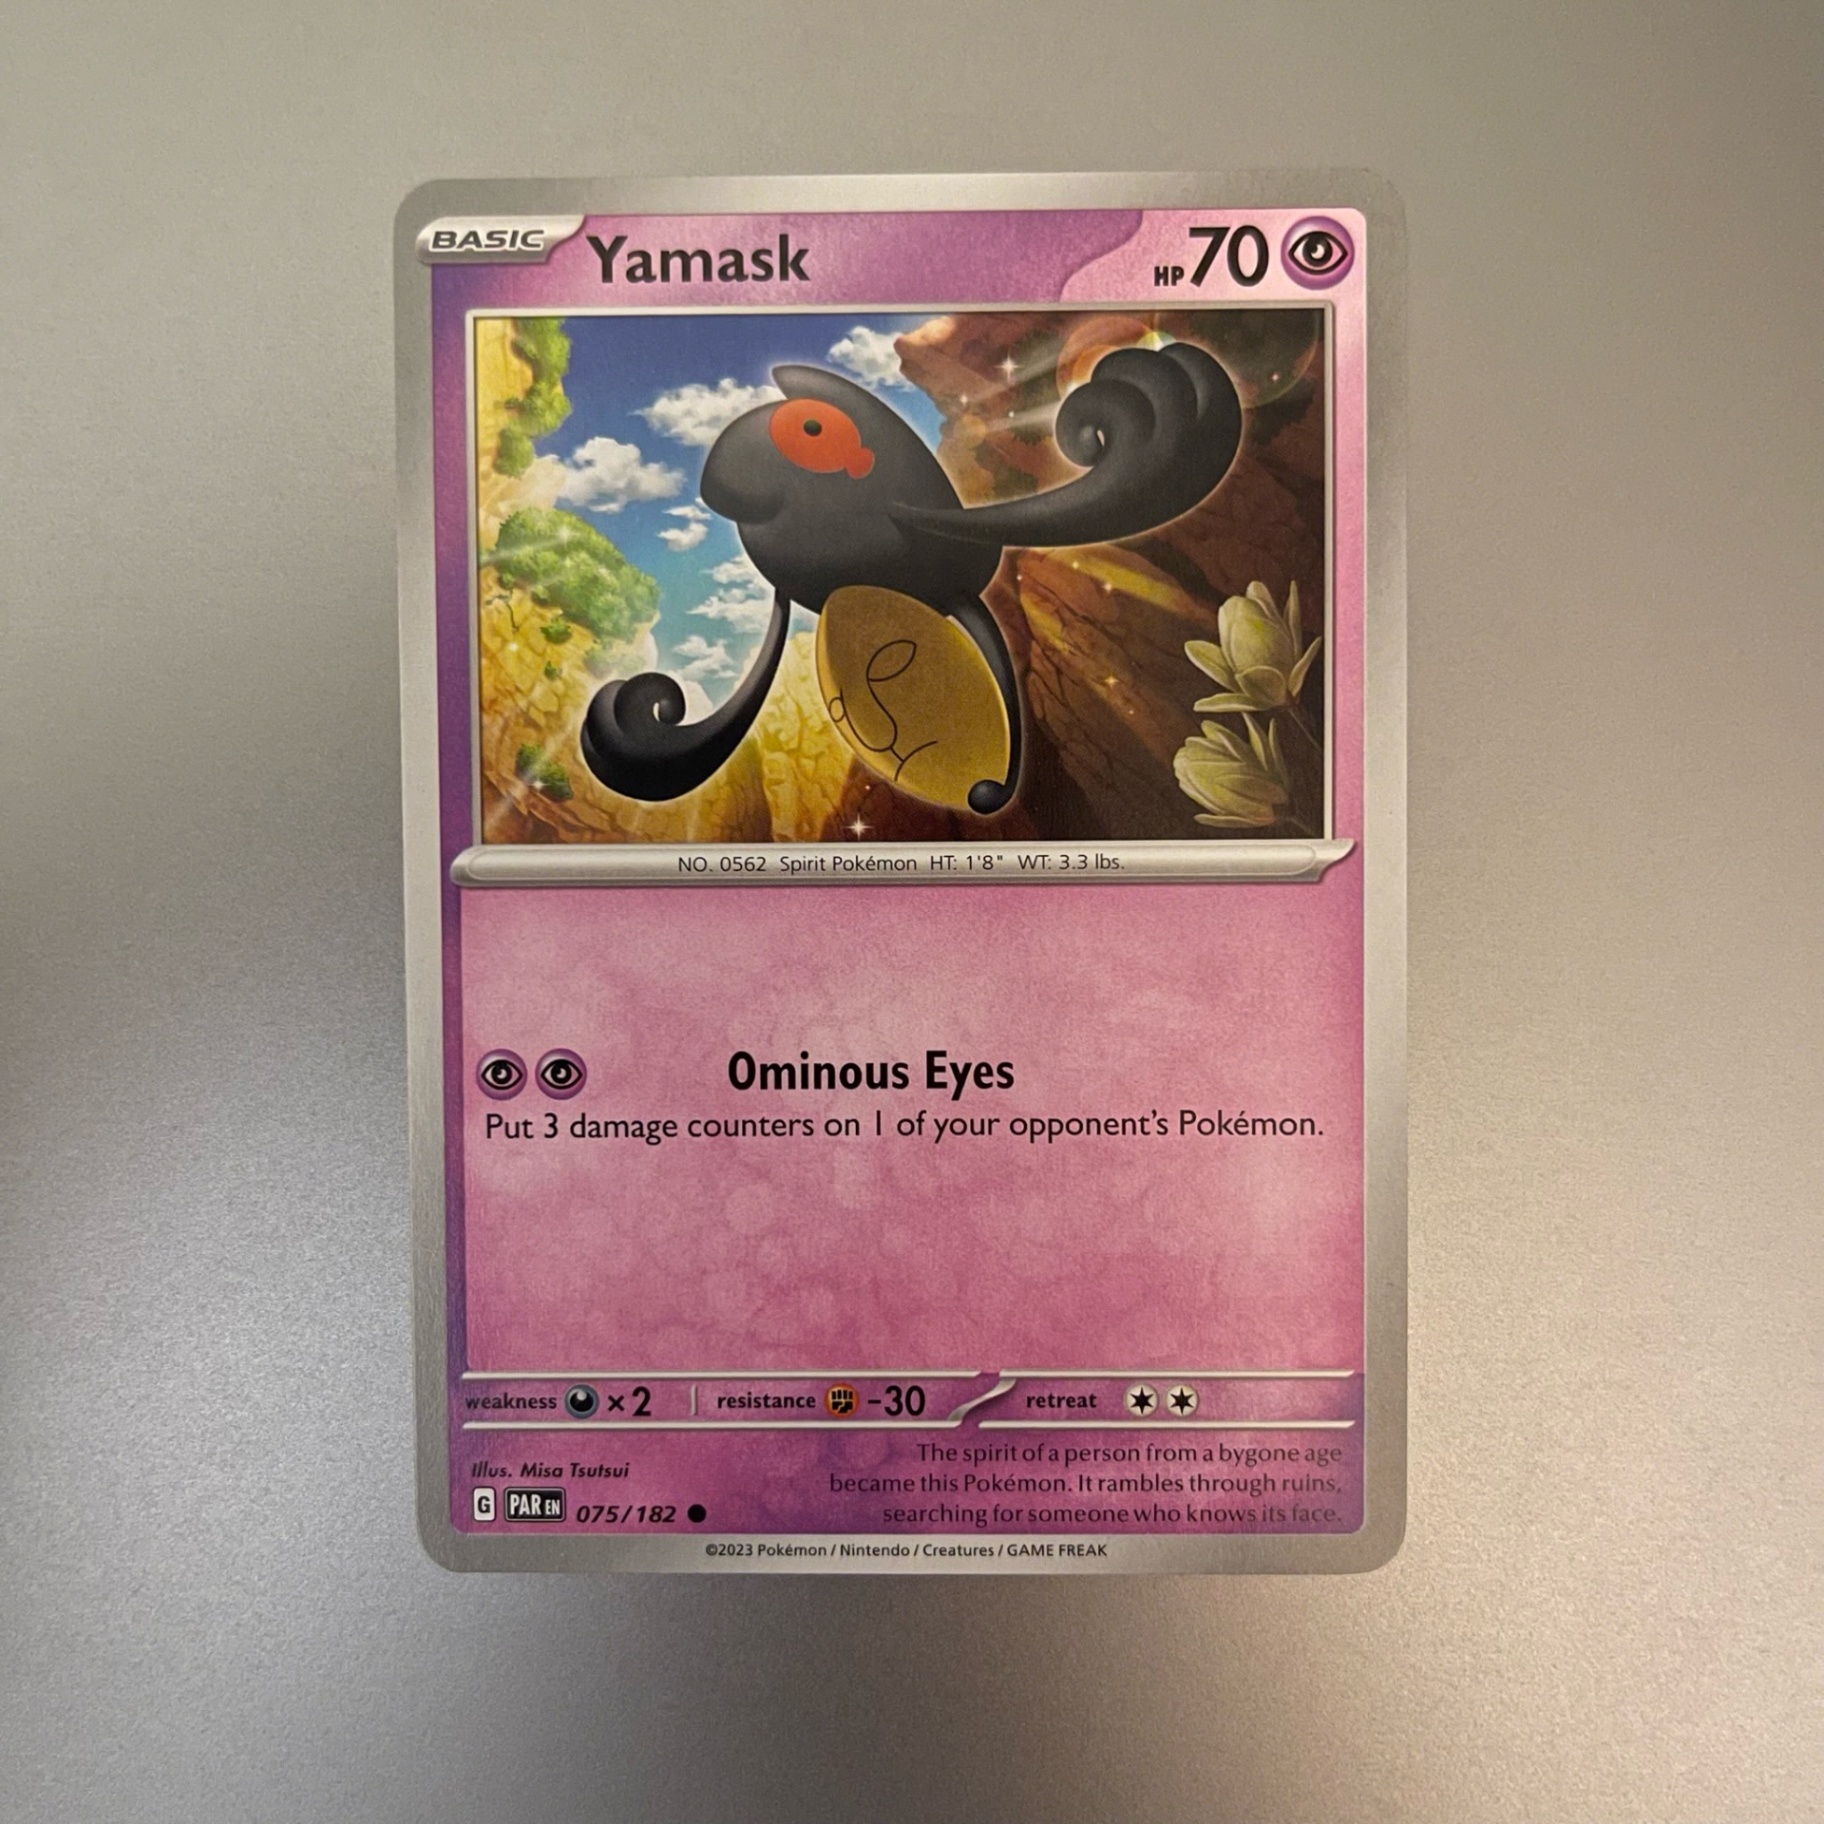 BASIC Yamask HP 70
NO. 0562 Spirit Pokémon HT: 1'8" WT: 3.3 lbs.
Ominous Eyes
Put 3 damage counters on 1 of your opponent's Pokémon.
weakness ×2 resistance -30 retreat
The spirit of a person from a bygone age
became this Pokémon. It rambles through ruins,
searching for someone who knows its face.
Illus. Misa Tsutsui
G PAR EN 075/182
©2023 Pokémon / Nintendo / Creatures / GAME FREAK